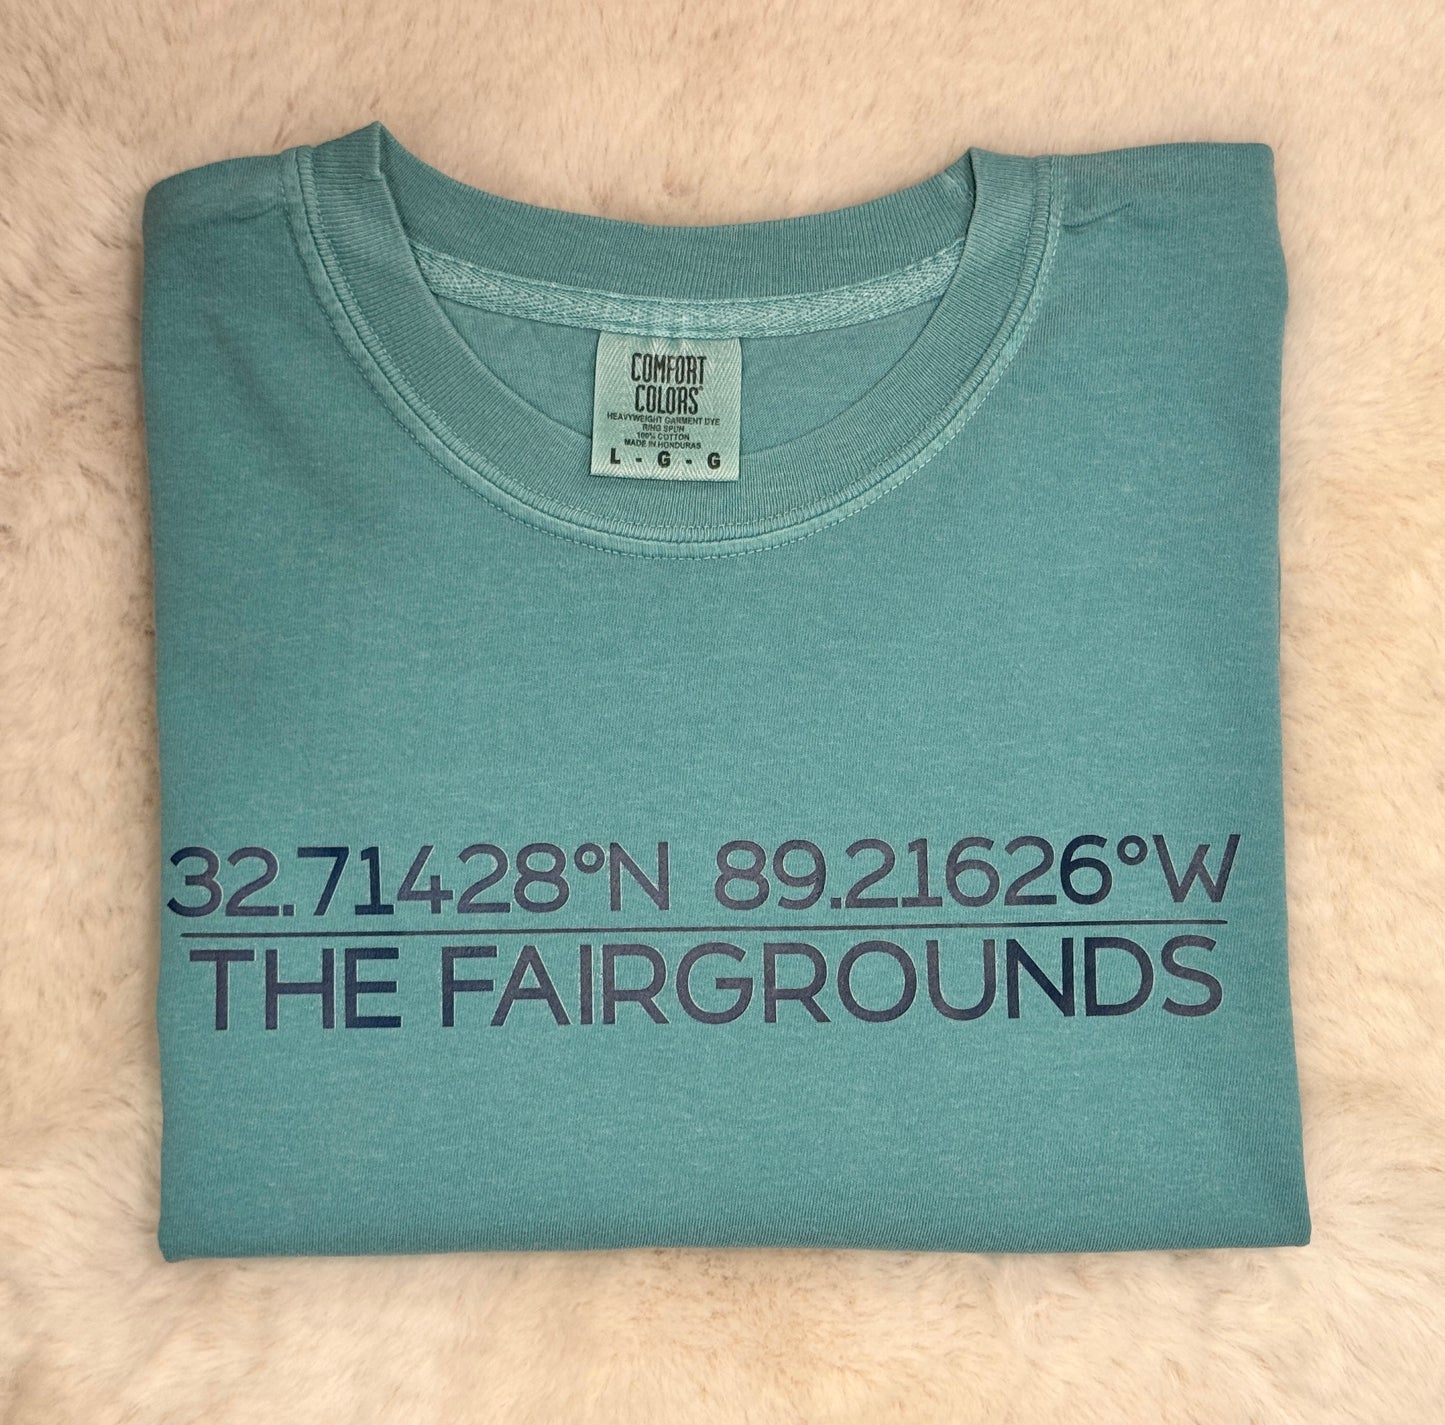 COMFORT
COLORS®
HEAVYWEIGHT GARMENT DYE
RING SPUN
100% COTTON
MADE IN HONDURAS
L - G - G
32.71428°N 89.21626°W
THE FAIRGROUNDS